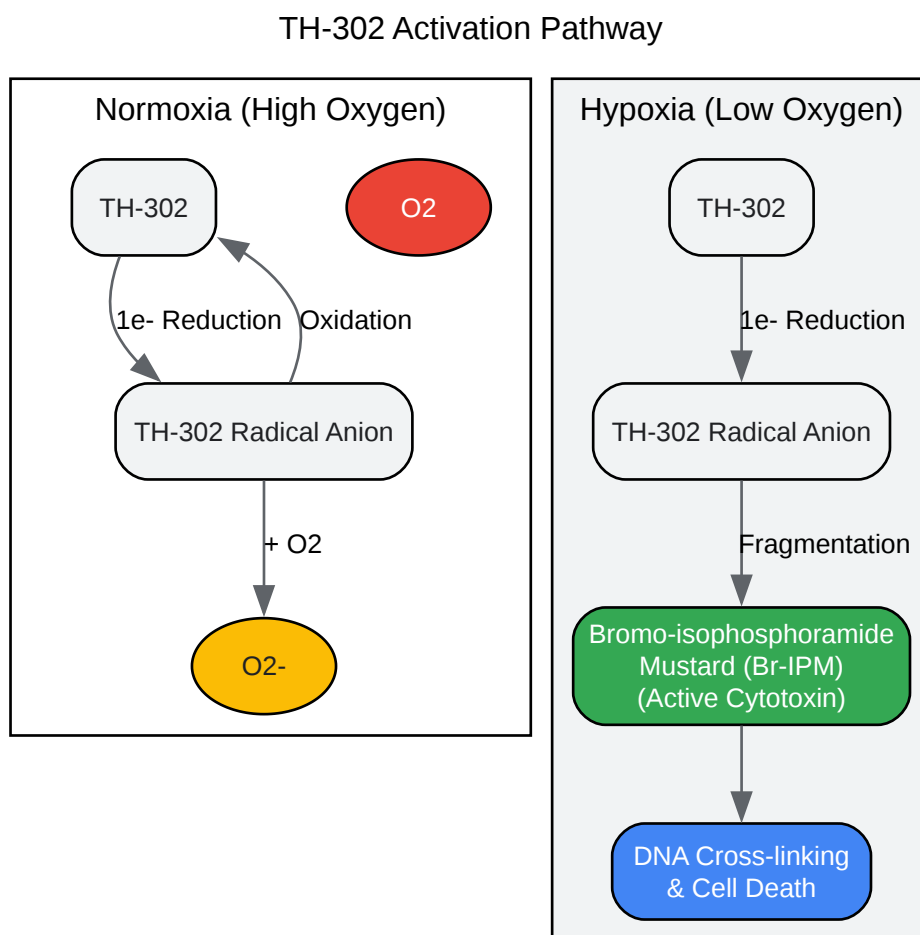 TH-302 Activation Pathway
Normoxia (High Oxygen)
TH-302
O2
1e- Reduction
Oxidation
TH-302 Radical Anion
+ O2
O2-
Hypoxia (Low Oxygen)
TH-302
1e- Reduction
TH-302 Radical Anion
Fragmentation
Bromo-isophosphoramide
Mustard (Br-IPM)
(Active Cytotoxin)
DNA Cross-linking
& Cell Death